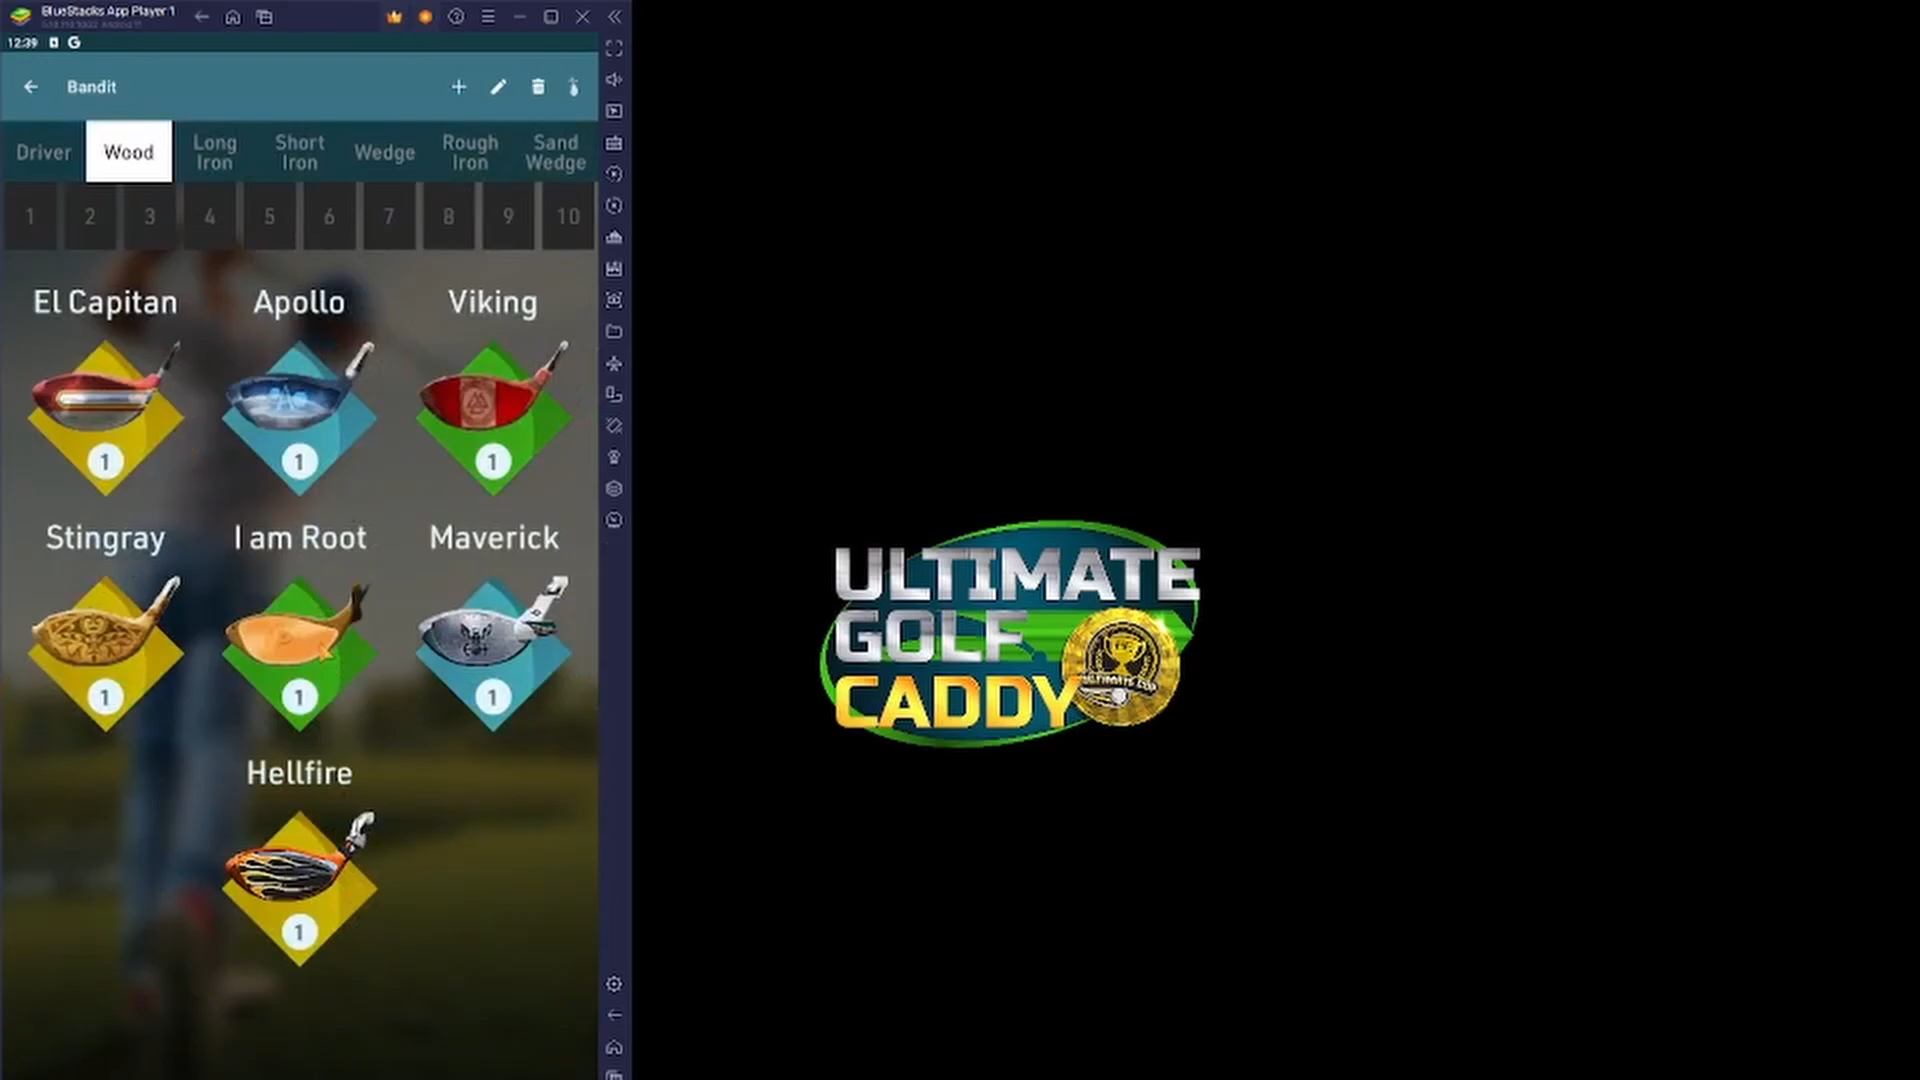 BlueStacks App Player 1
12:39
Bandit
Driver
Wood
Long Iron
Short Iron
Wedge
Rough Iron
Sand Wedge
1 2 3 4 5 6 7 8 9 10
El Capitan Apollo Viking
1 1 1
Stingray I am Root Maverick
1 1 1
Hellfire
1
ULTIMATE
GOLF
CADDY
ULTIMATE CUP